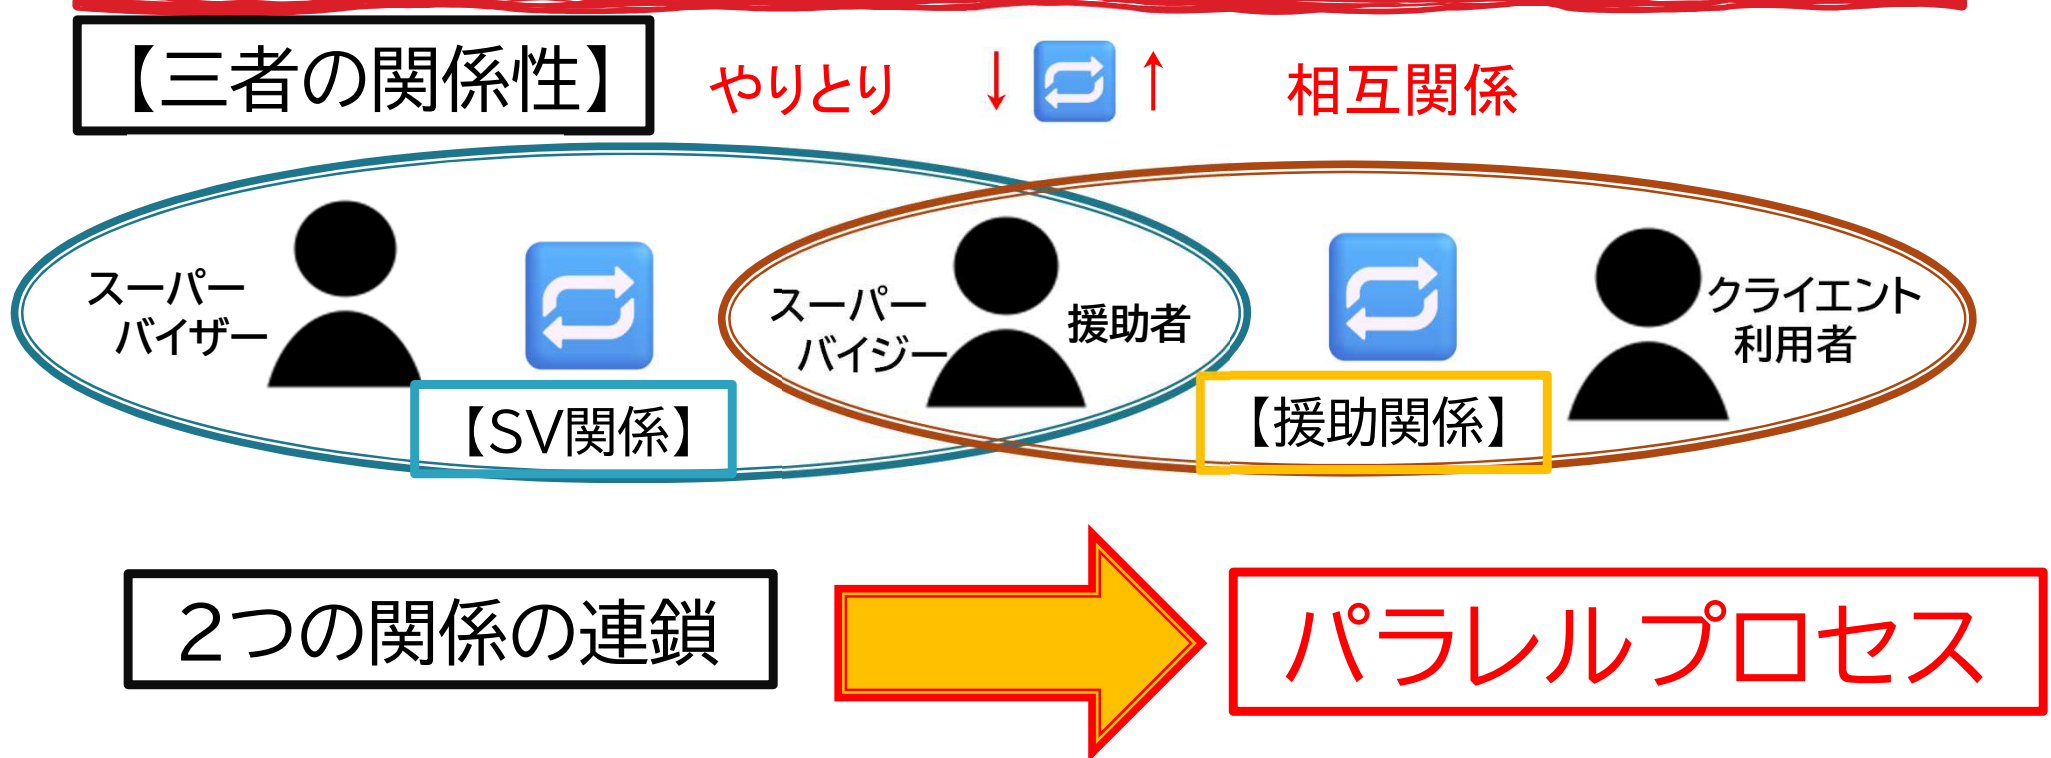 【三者の関係性】
やりとり ↓ 🔁 ↑ 相互関係
スーパー
バイザー
スーパー
バイジー
援助者
クライエント
利用者
【SV関係】
【援助関係】
2つの関係の連鎖
パラレルプロセス